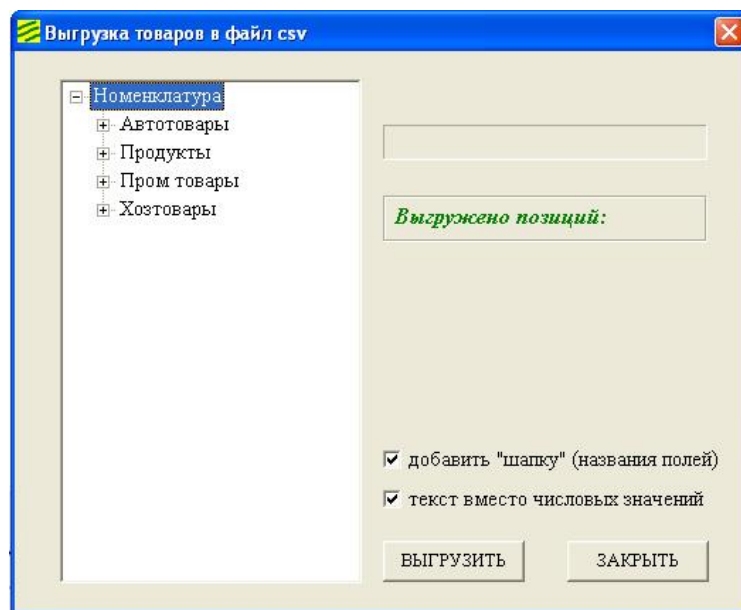 Выгрузка товаров в файл csv
Номенклатура
Автотовары
Продукты
Пром товары
Хозтовары
Выгружено позиций:
добавить "шапку" (названия полей)
текст вместо числовых значений
ВЫГРУЗИТЬ
ЗАКРЫТЬ